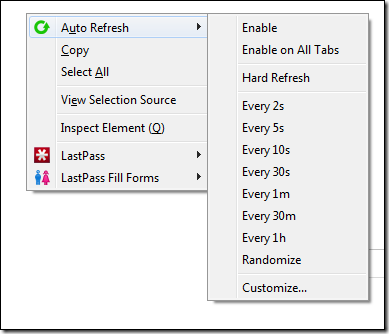 Auto Refresh
Copy
Select All
View Selection Source
Inspect Element (Q)
LastPass
LastPass Fill Forms
Enable
Enable on All Tabs
Hard Refresh
Every 2s
Every 5s
Every 10s
Every 30s
Every 1m
Every 30m
Every 1h
Randomize
Customize...